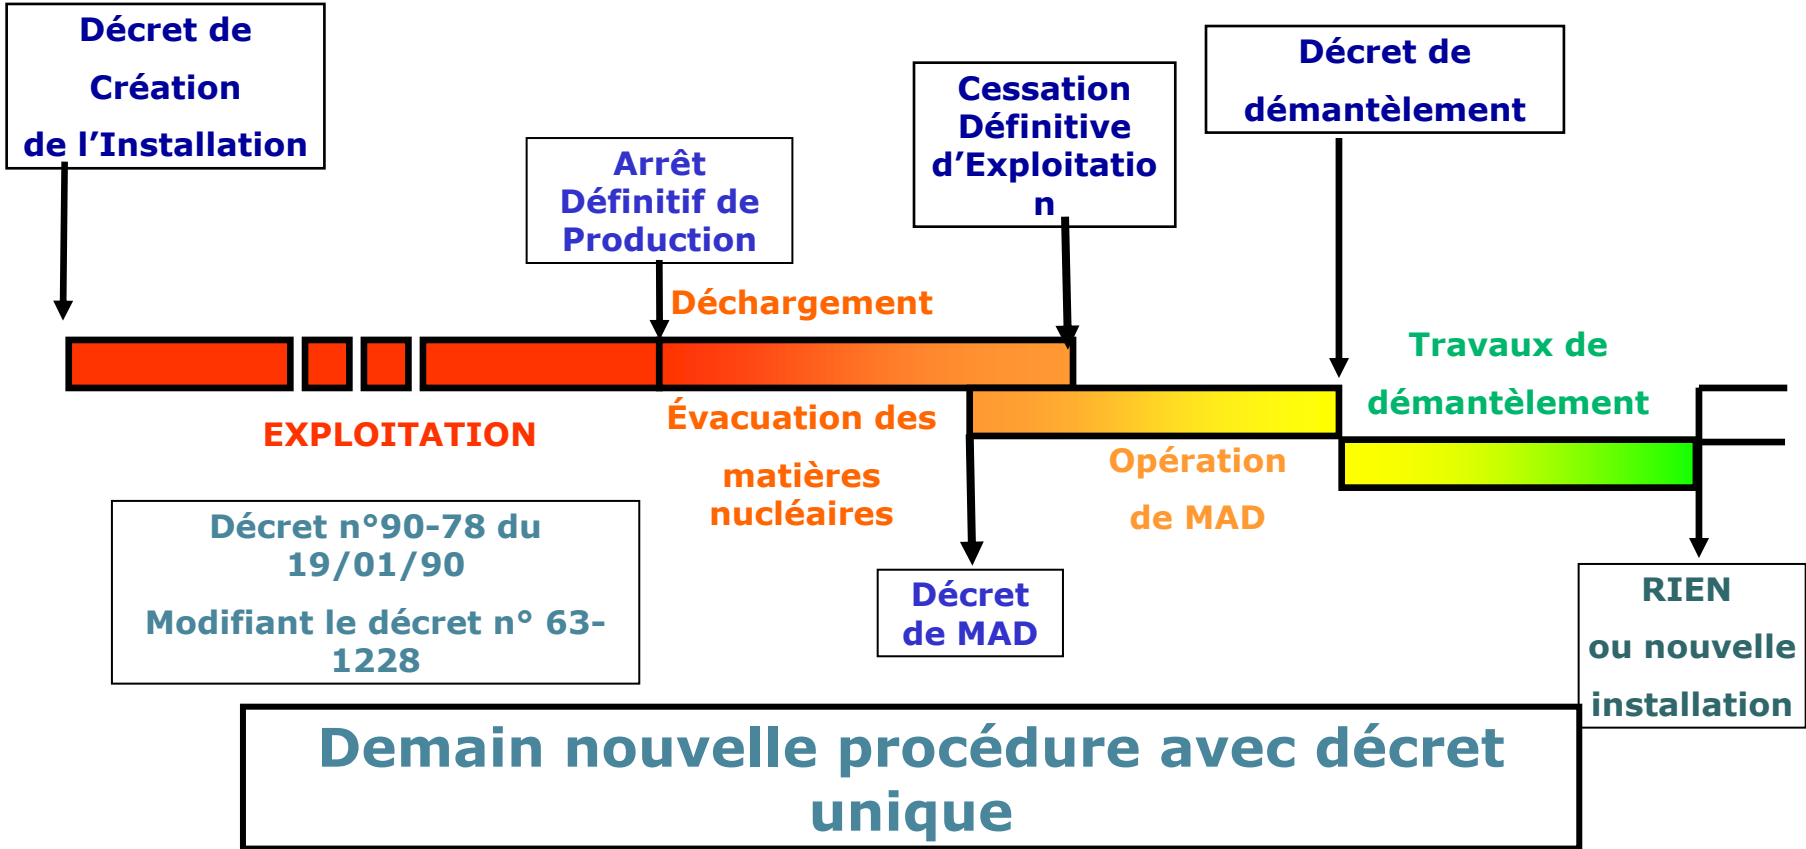 Décret de
Création
de l’Installation
Arrêt
Définitif de
Production
Cessation
Définitive
d’Exploitatio
n
Décret de
démantèlement
Déchargement
Travaux de
démantèlement
EXPLOITATION
Évacuation des
matières
nucléaires
Opération
de MAD
Décret n°90-78 du
19/01/90
Modifiant le décret n° 63-
1228
Décret
de MAD
RIEN
ou nouvelle
installation
Demain nouvelle procédure avec décret
unique